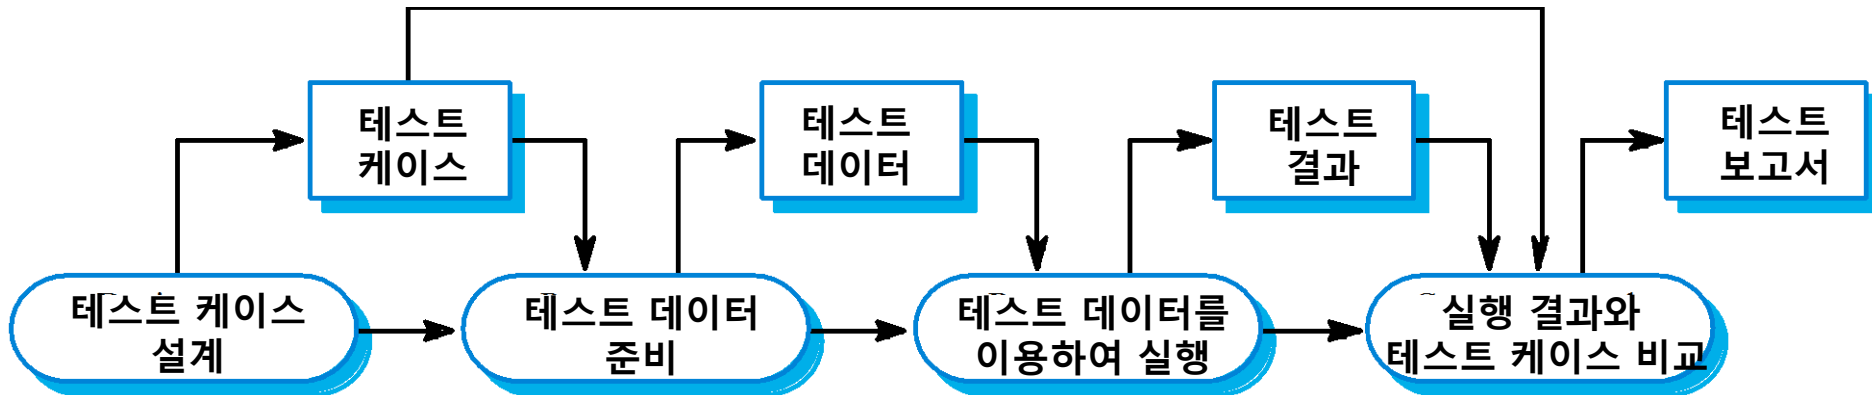 테스트
케이스
테스트
데이터
테스트
결과
테스트
보고서
테스트 케이스
설계
테스트 데이터
준비
테스트 데이터를
이용하여 실행
실행 결과와
테스트 케이스 비교